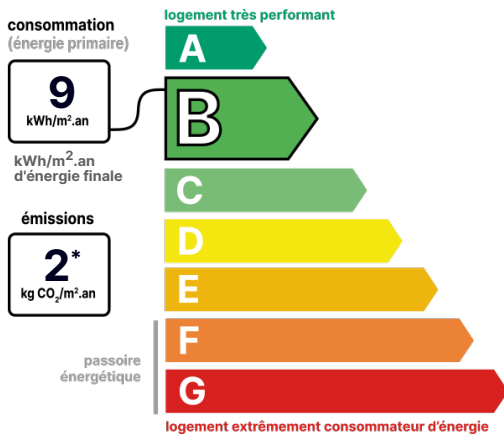 logement très performant
consommation
(énergie primaire)
A
9
kWh/m².an
B
kWh/m².an
d'énergie finale
C
émissions
D
2*
kg CO₂/m².an
E
F
passoire
énergétique
G
logement extrêmement consommateur d'énergie